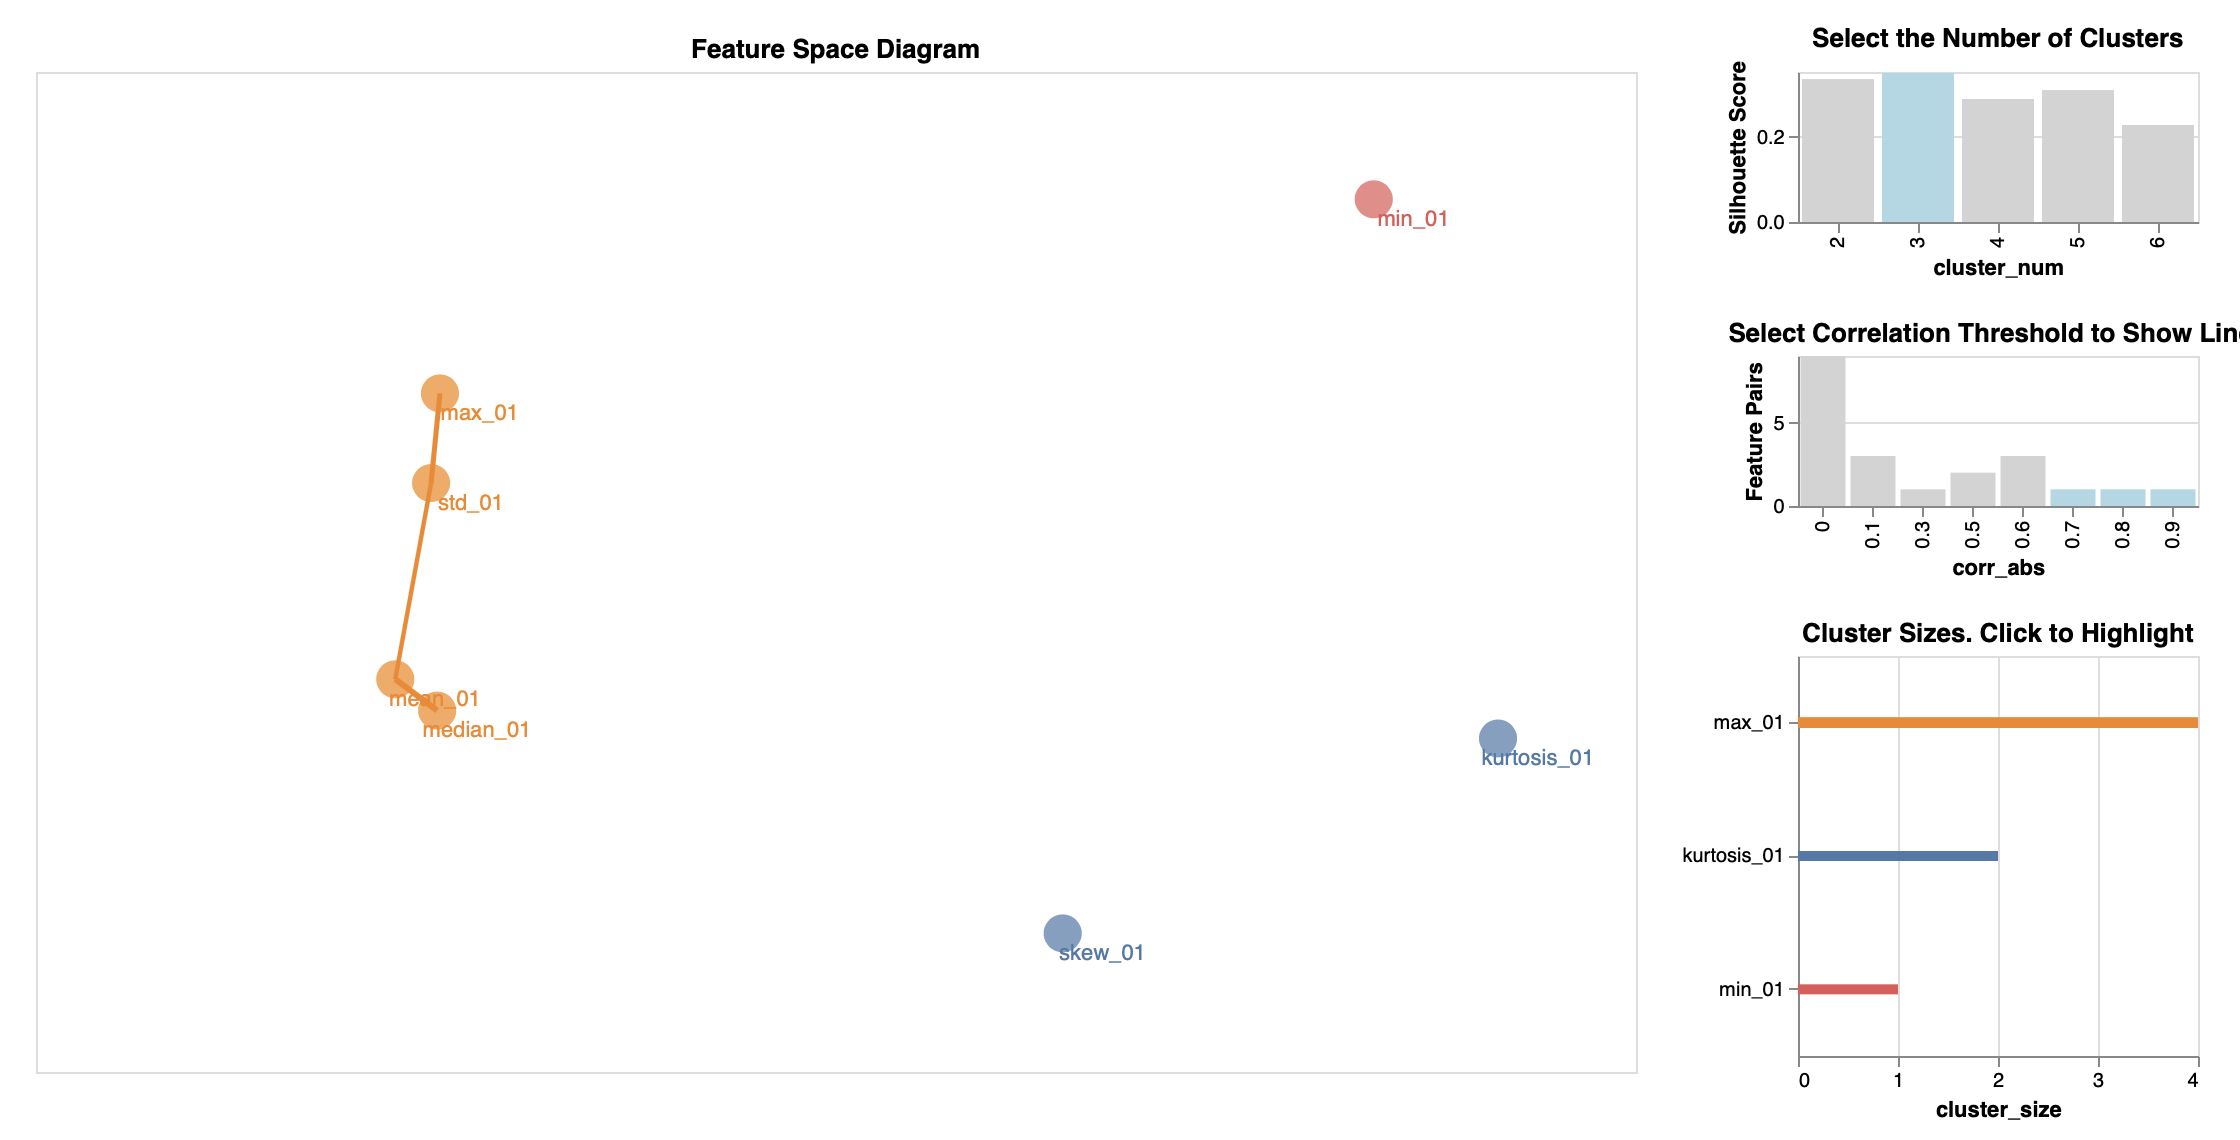 Feature Space Diagram
min_01
max_01
std_01
mean_01
median_01
kurtosis_01
skew_01
Select the Number of Clusters
Silhouette Score
0.2
0.0
2 3 4 5 6
cluster_num
Select Correlation Threshold to Show Lin
Feature Pairs
5
0
0 0.1 0.3 0.5 0.6 0.7 0.8 0.9
corr_abs
Cluster Sizes. Click to Highlight
max_01
kurtosis_01
min_01
0 1 2 3 4
cluster_size